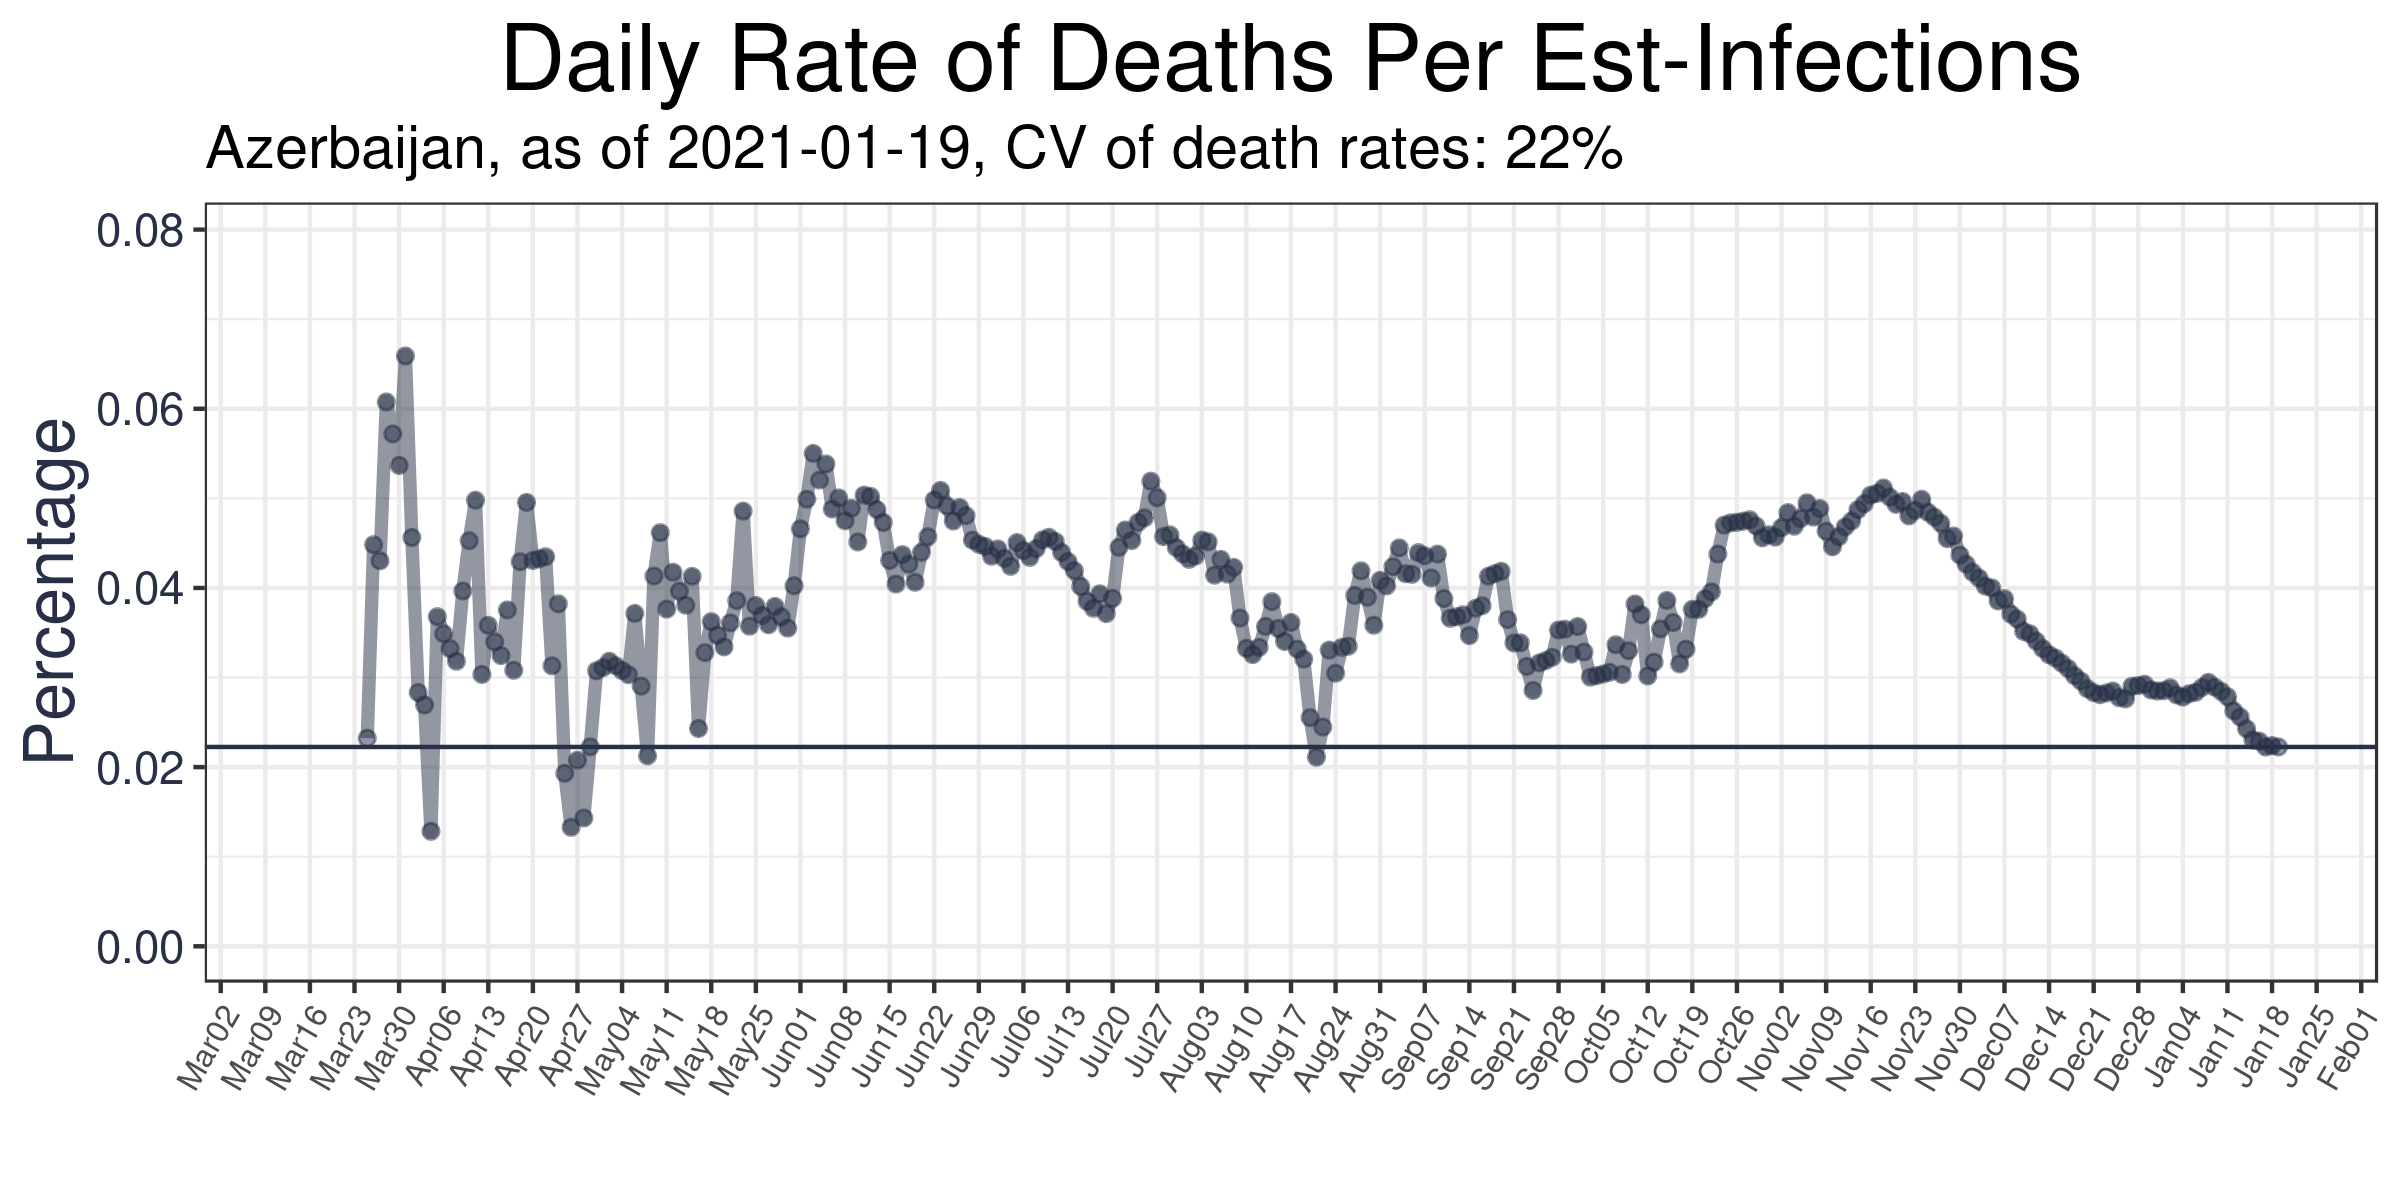 Daily Rate of Deaths Per Est-Infections
Azerbaijan, as of 2021-01-19, CV of death rates: 22%
Percentage
0.08
0.06
0.04
0.02
0.00
Mar02
Mar09
Mar16
Mar23
Mar30
Apr06
Apr13
Apr20
Apr27
May04
May11
May18
May25
Jun01
Jun08
Jun15
Jun22
Jun29
Jul06
Jul13
Jul20
Jul27
Aug03
Aug10
Aug17
Aug24
Aug31
Sep07
Sep14
Sep21
Sep28
Oct05
Oct12
Oct19
Oct26
Nov02
Nov09
Nov16
Nov23
Nov30
Dec07
Dec14
Dec21
Dec28
Jan04
Jan11
Jan18
Jan25
Feb01